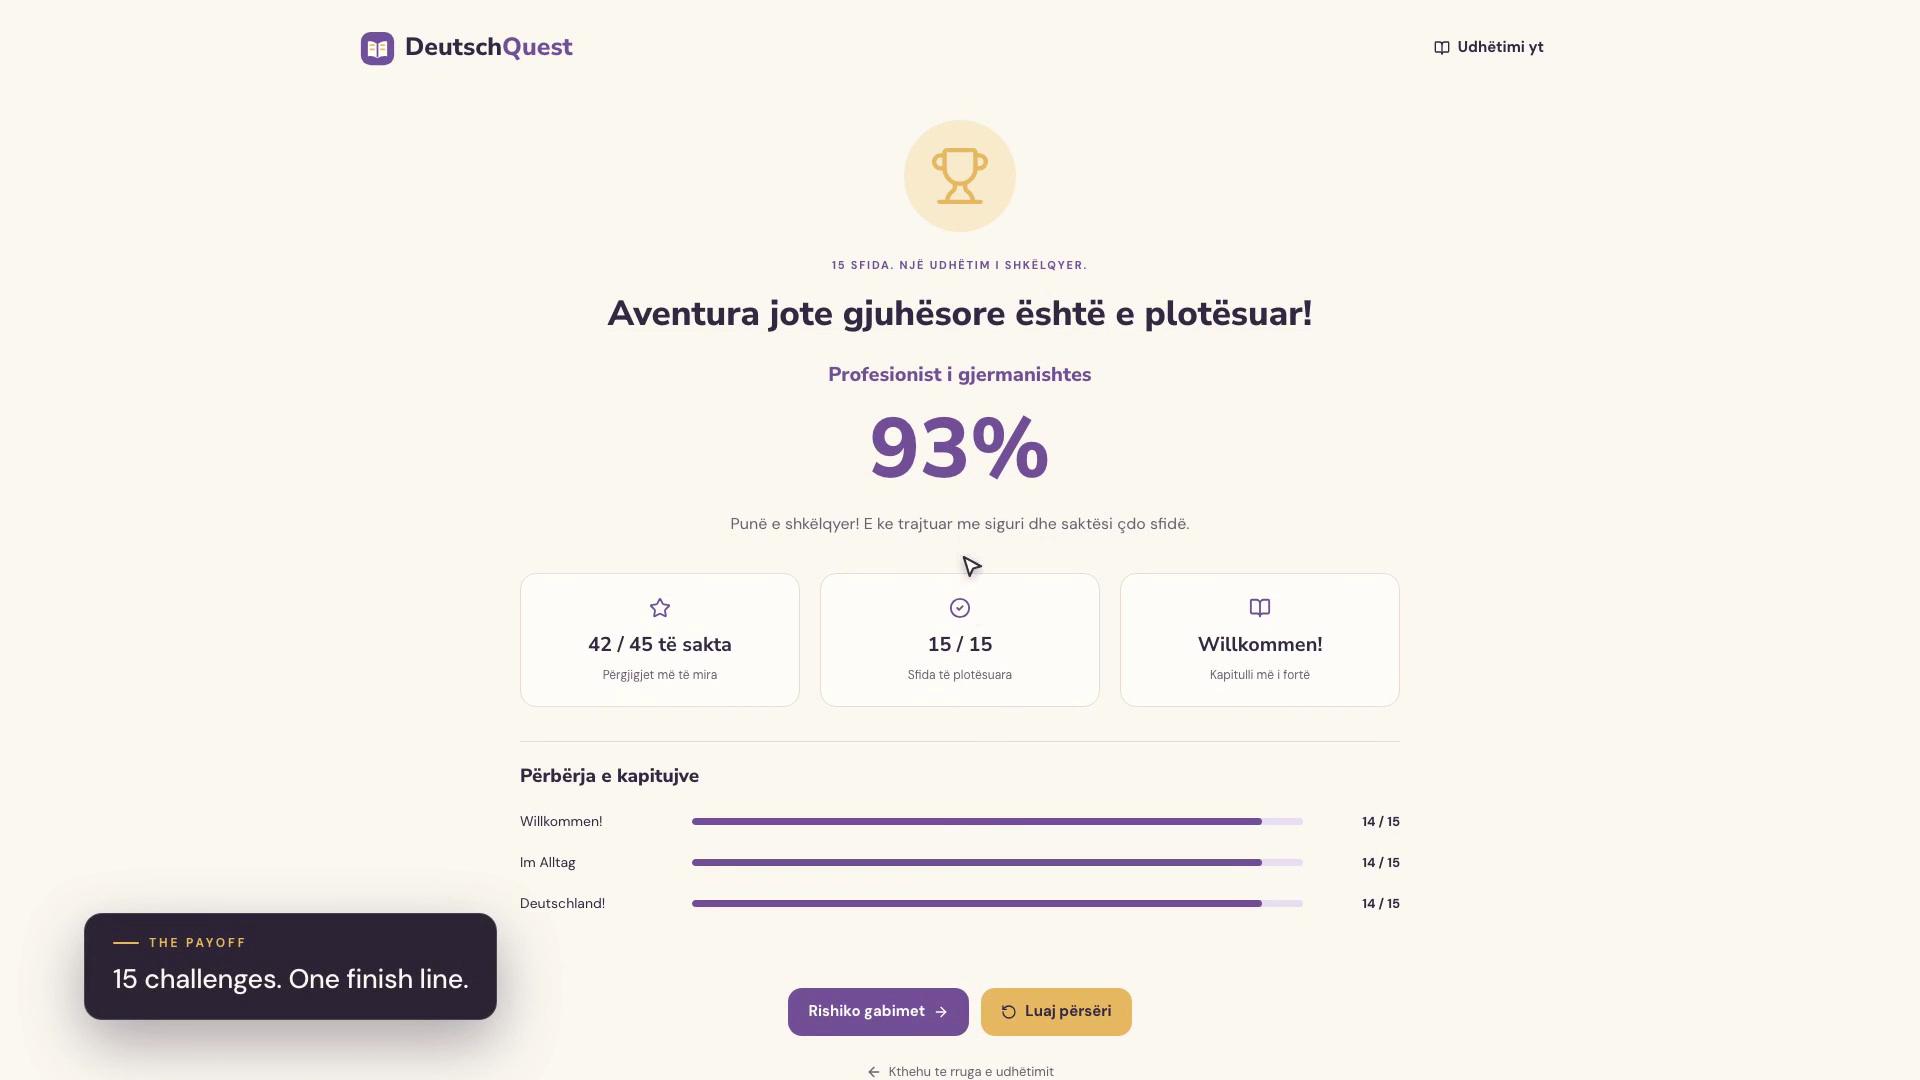 DeutschQuest
Udhëtimi yt
15 SFIDA. NJË UDHËTIM I SHKËLQYER.
Aventura jote gjuhësore është e plotësuar!
Profesionist i gjermanishtes
93%
Punë e shkëlqyer! E ke trajtuar me siguri dhe saktësi çdo sfidë.
42 / 45 të sakta
Përgjigjet më të mira
15 / 15
Sfida të plotësuara
Willkommen!
Kapitulli më i fortë
Përbërja e kapitujve
Willkommen! 14 / 15
Im Alltag 14 / 15
Deutschland! 14 / 15
THE PAYOFF
15 challenges. One finish line.
Rishiko gabimet
Luaj përsëri
Kthehu te rruga e udhëtimit